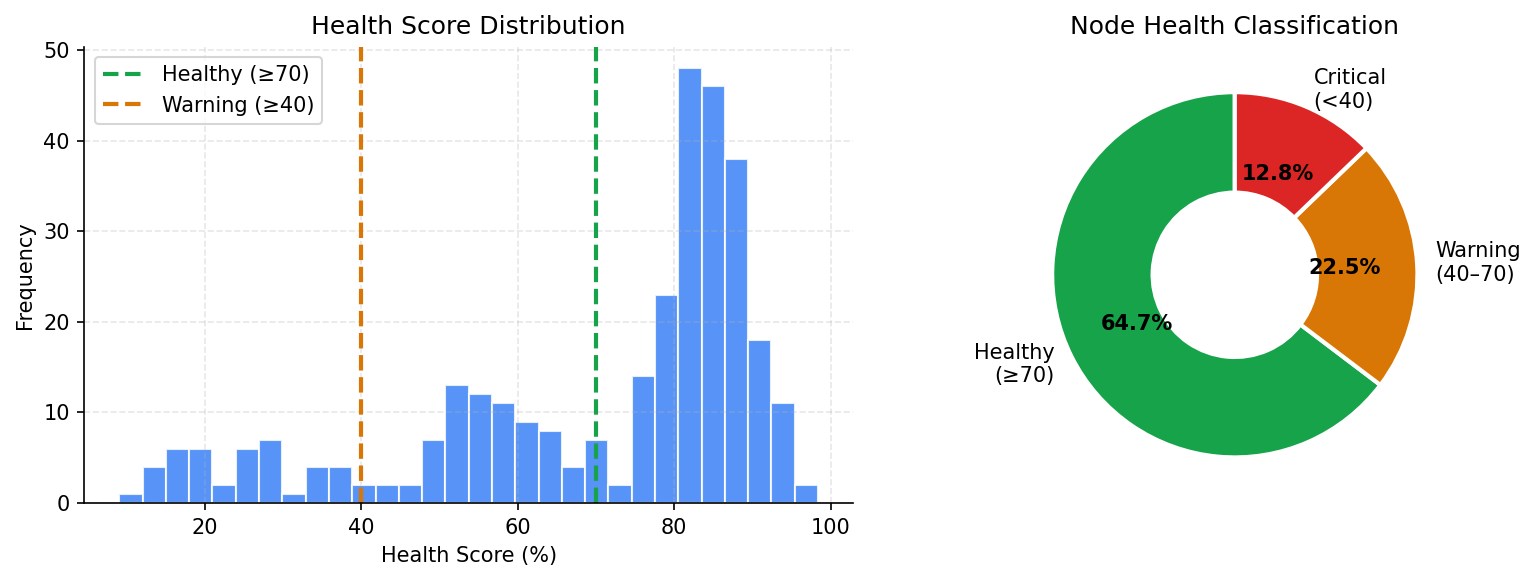 Health Score Distribution
50
40
30
20
10
0
Frequency
Healthy (≥70)
Warning (≥40)
20
40
60
80
100
Health Score (%)
Node Health Classification
Critical
(<40)
12.8%
Warning
(40–70)
22.5%
64.7%
Healthy
(≥70)